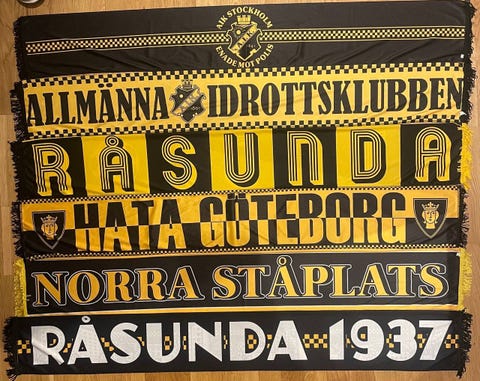 AIK STOCKHOLM
ENADE MOT POLIS
ALLMÄNNA IDROTTSKLUBBEN
RÅSUNDA
HATA GÖTEBORG
NORRA STÅPLATS
RÅSUNDA 1937